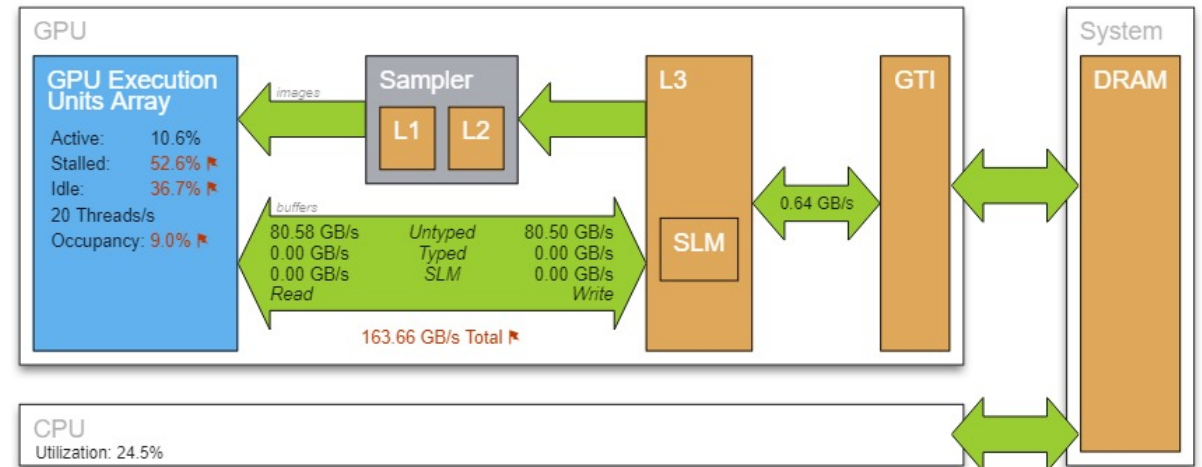 GPU
System
GPU Execution
Units Array
Active: 10.6%
Stalled: 52.6%
Idle: 36.7%
20 Threads/s
Occupancy: 9.0%
images
Sampler
L1 L2
L3
SLM
GTI
DRAM
buffers
80.58 GB/s Untyped 80.50 GB/s
0.00 GB/s Typed 0.00 GB/s
0.00 GB/s SLM 0.00 GB/s
Read Write
163.66 GB/s Total
0.64 GB/s
CPU
Utilization: 24.5%